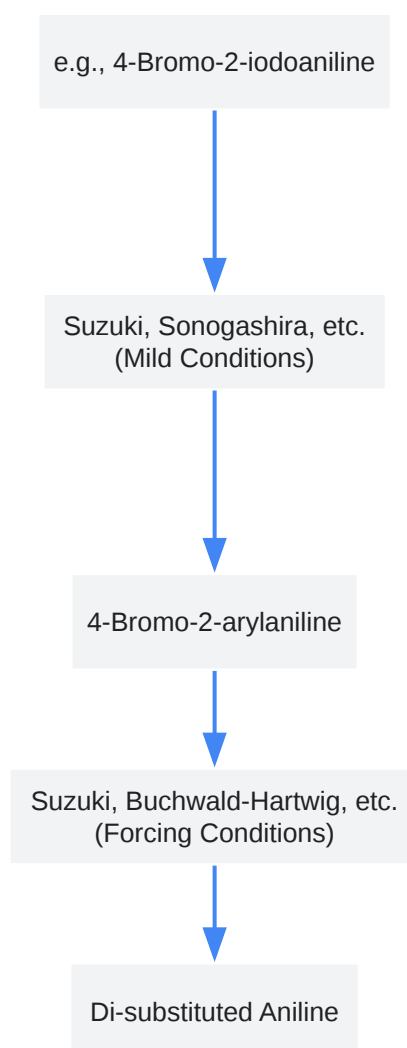 e.g., 4-Bromo-2-iodoaniline
Suzuki, Sonogashira, etc.
(Mild Conditions)
4-Bromo-2-arylaniline
Suzuki, Buchwald-Hartwig, etc.
(Forcing Conditions)
Di-substituted Aniline